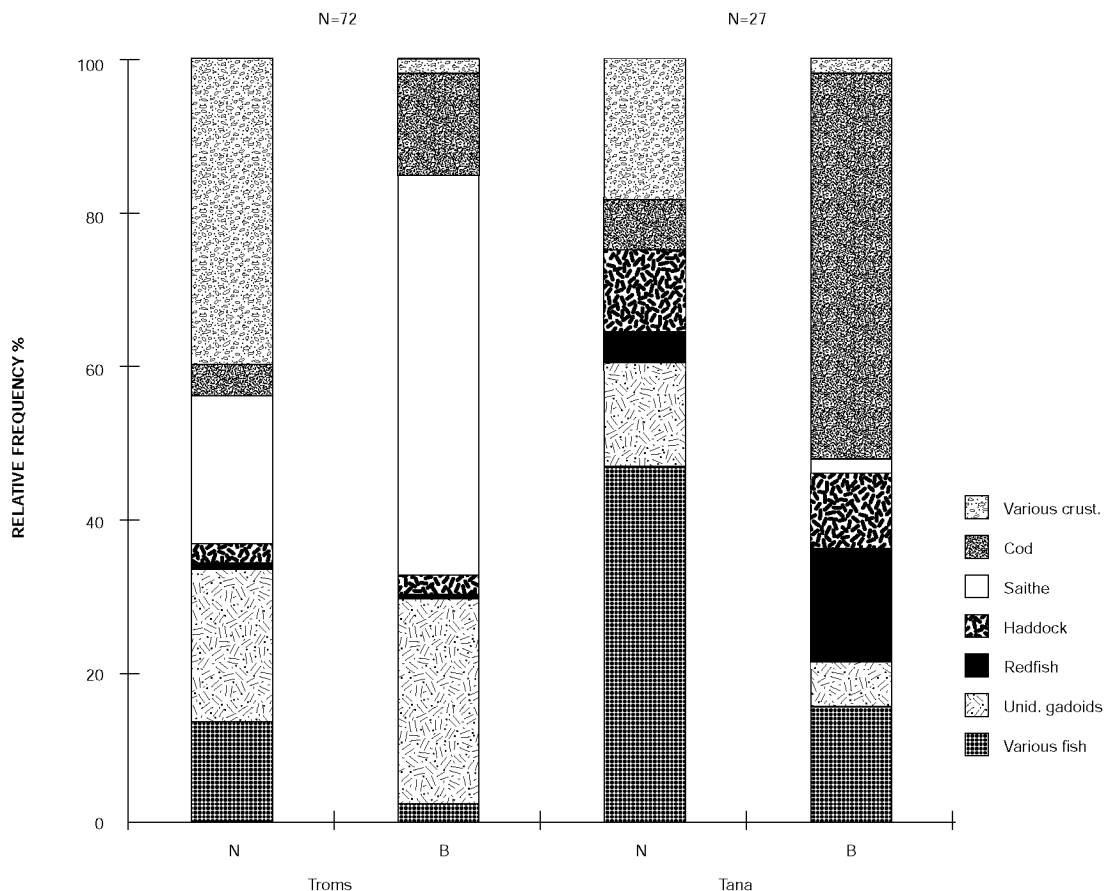 N=72 N=27
100
80
60
40
20
0
RELATIVE FREQUENCY %
Various crust.
Cod
Saithe
Haddock
Redfish
Unid. gadoids
Various fish
N B N B
Troms Tana